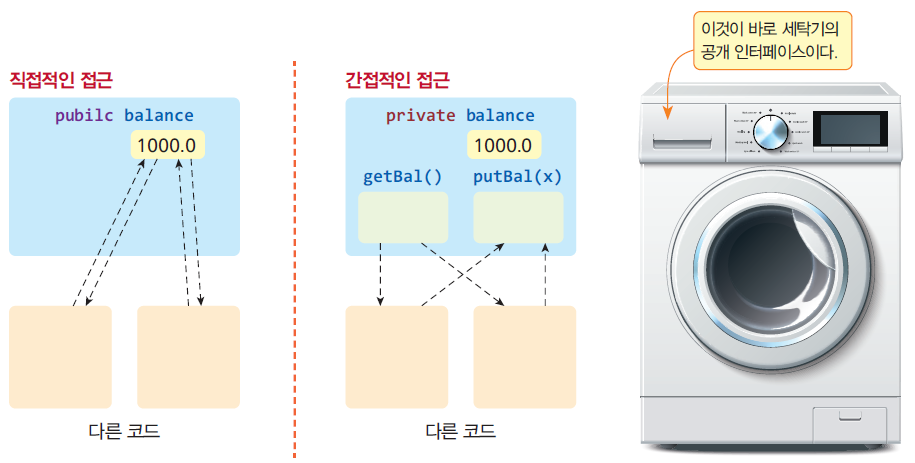 직접적인 접근
pubilc balance
1000.0
다른 코드
간접적인 접근
private balance
1000.0
getBal() putBal(x)
다른 코드
이것이 바로 세탁기의
공개 인터페이스이다.